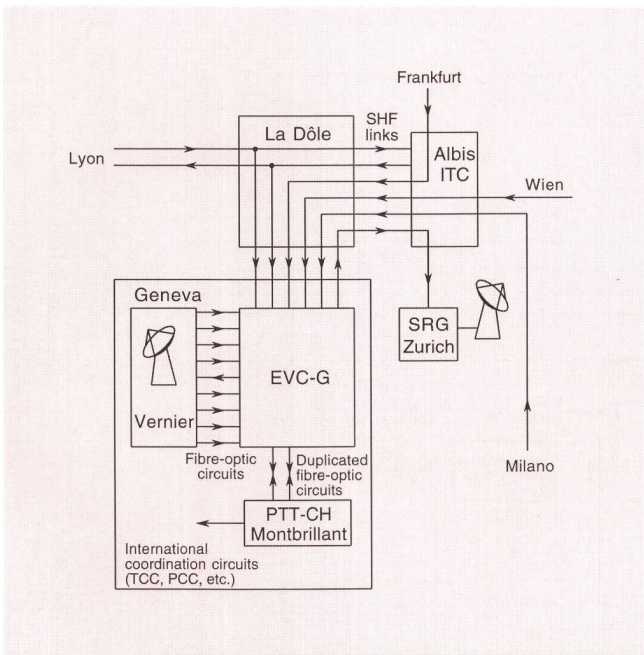 Frankfurt
SHF
links
La Dôle
Albis
ITC
Lyon
Wien
Geneva
SRG
Zurich
EVC-G
Vernier
Milano
Fibre-optic
circuits
Duplicated
fibre-optic
circuits
PTT-CH
Montbrillant
International
coordination circuits
(TCC, PCC, etc.)